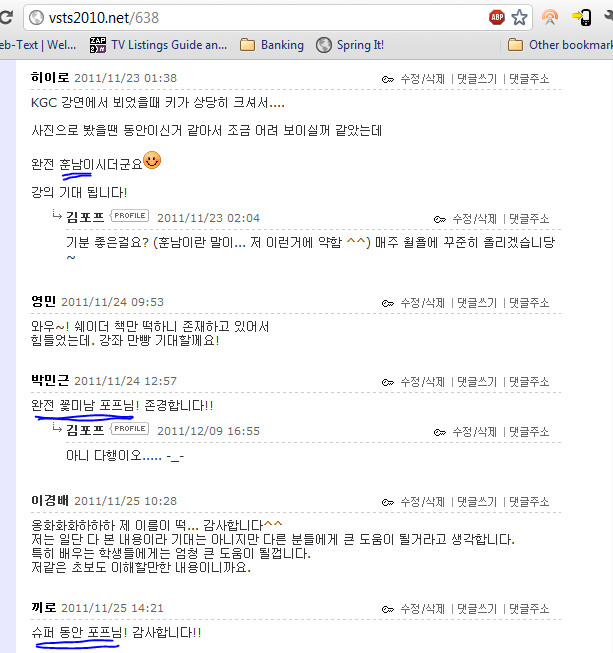 vsts2010.net/638
ABP
eb-Text | Wel...
TV Listings Guide an...
Banking
Spring It!
Other bookmark
히이로 2011/11/23 01:38 수정/삭제 | 댓글쓰기 | 댓글주소
KGC 강연에서 뵈었을때 키가 상당히 크셔서....
사진으로 봤을땐 동안이신거 같아서 조금 어려 보이실꺼 같았는데
완전 훈남이시더군요
강의 기대 됩니다!
김포프 PROFILE 2011/11/23 02:04 수정/삭제 | 댓글주소
기분 좋은걸요? (훈남이란 말이... 저 이런거에 약함 ^^) 매주 월욜에 꾸준히 올리겠습니당
~
영민 2011/11/24 09:53 수정/삭제 | 댓글쓰기 | 댓글주소
와우~! 쉐이더 책만 떡하니 존재하고 있어서
힘들었는데. 강좌 만빵 기대할께요!
박민근 2011/11/24 12:57 수정/삭제 | 댓글쓰기 | 댓글주소
완전 꽃미남 포프님! 존경합니다!!
김포프 PROFILE 2011/12/09 16:55 수정/삭제 | 댓글주소
아니 다행이오..... -_-
이경배 2011/11/25 10:28 수정/삭제 | 댓글쓰기 | 댓글주소
웅화화화하하하 제 이름이 떡... 감사합니다^^
저는 일단 다 본 내용이라 기대는 아니지만 다른 분들에게 큰 도움이 될거라고 생각합니다.
특히 배우는 학생들에게는 엄청 큰 도움이 될껍니다.
저같은 초보도 이해할만한 내용이니까요.
끼로 2011/11/25 14:21 수정/삭제 | 댓글쓰기 | 댓글주소
슈퍼 동안 포프님! 감사합니다!!